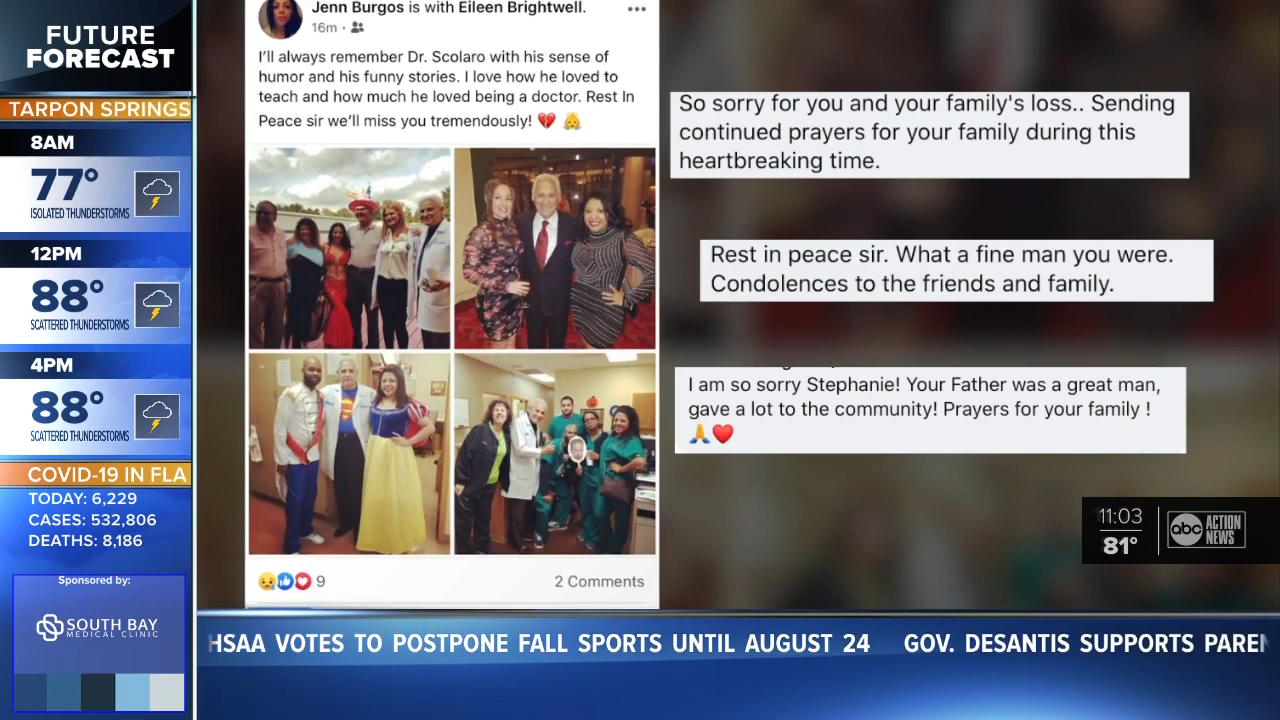 FUTURE
FORECAST
TARPON SPRINGS
8AM
77°
ISOLATED THUNDERSTORMS
12PM
88°
SCATTERED THUNDERSTORMS
4PM
88°
SCATTERED THUNDERSTORMS
COVID-19 IN FLA
TODAY: 6,229
CASES: 532,806
DEATHS: 8,186
Sponsored by:
SOUTH BAY
MEDICAL CLINIC
Jenn Burgos is with Eileen Brightwell.
16m
I’ll always remember Dr. Scolaro with his sense of
humor and his funny stories. I love how he loved to
teach and how much he loved being a doctor. Rest In
Peace sir we’ll miss you tremendously! 💔 👧
9
2 Comments
So sorry for you and your family's loss.. Sending
continued prayers for your family during this
heartbreaking time.
Rest in peace sir. What a fine man you were.
Condolences to the friends and family.
I am so sorry Stephanie! Your Father was a great man,
gave a lot to the community! Prayers for your family !
🙏❤️
11:03
81°
abc
ACTION
NEWS
HSAA VOTES TO POSTPONE FALL SPORTS UNTIL AUGUST 24 GOV. DESANTIS SUPPORTS PAREN